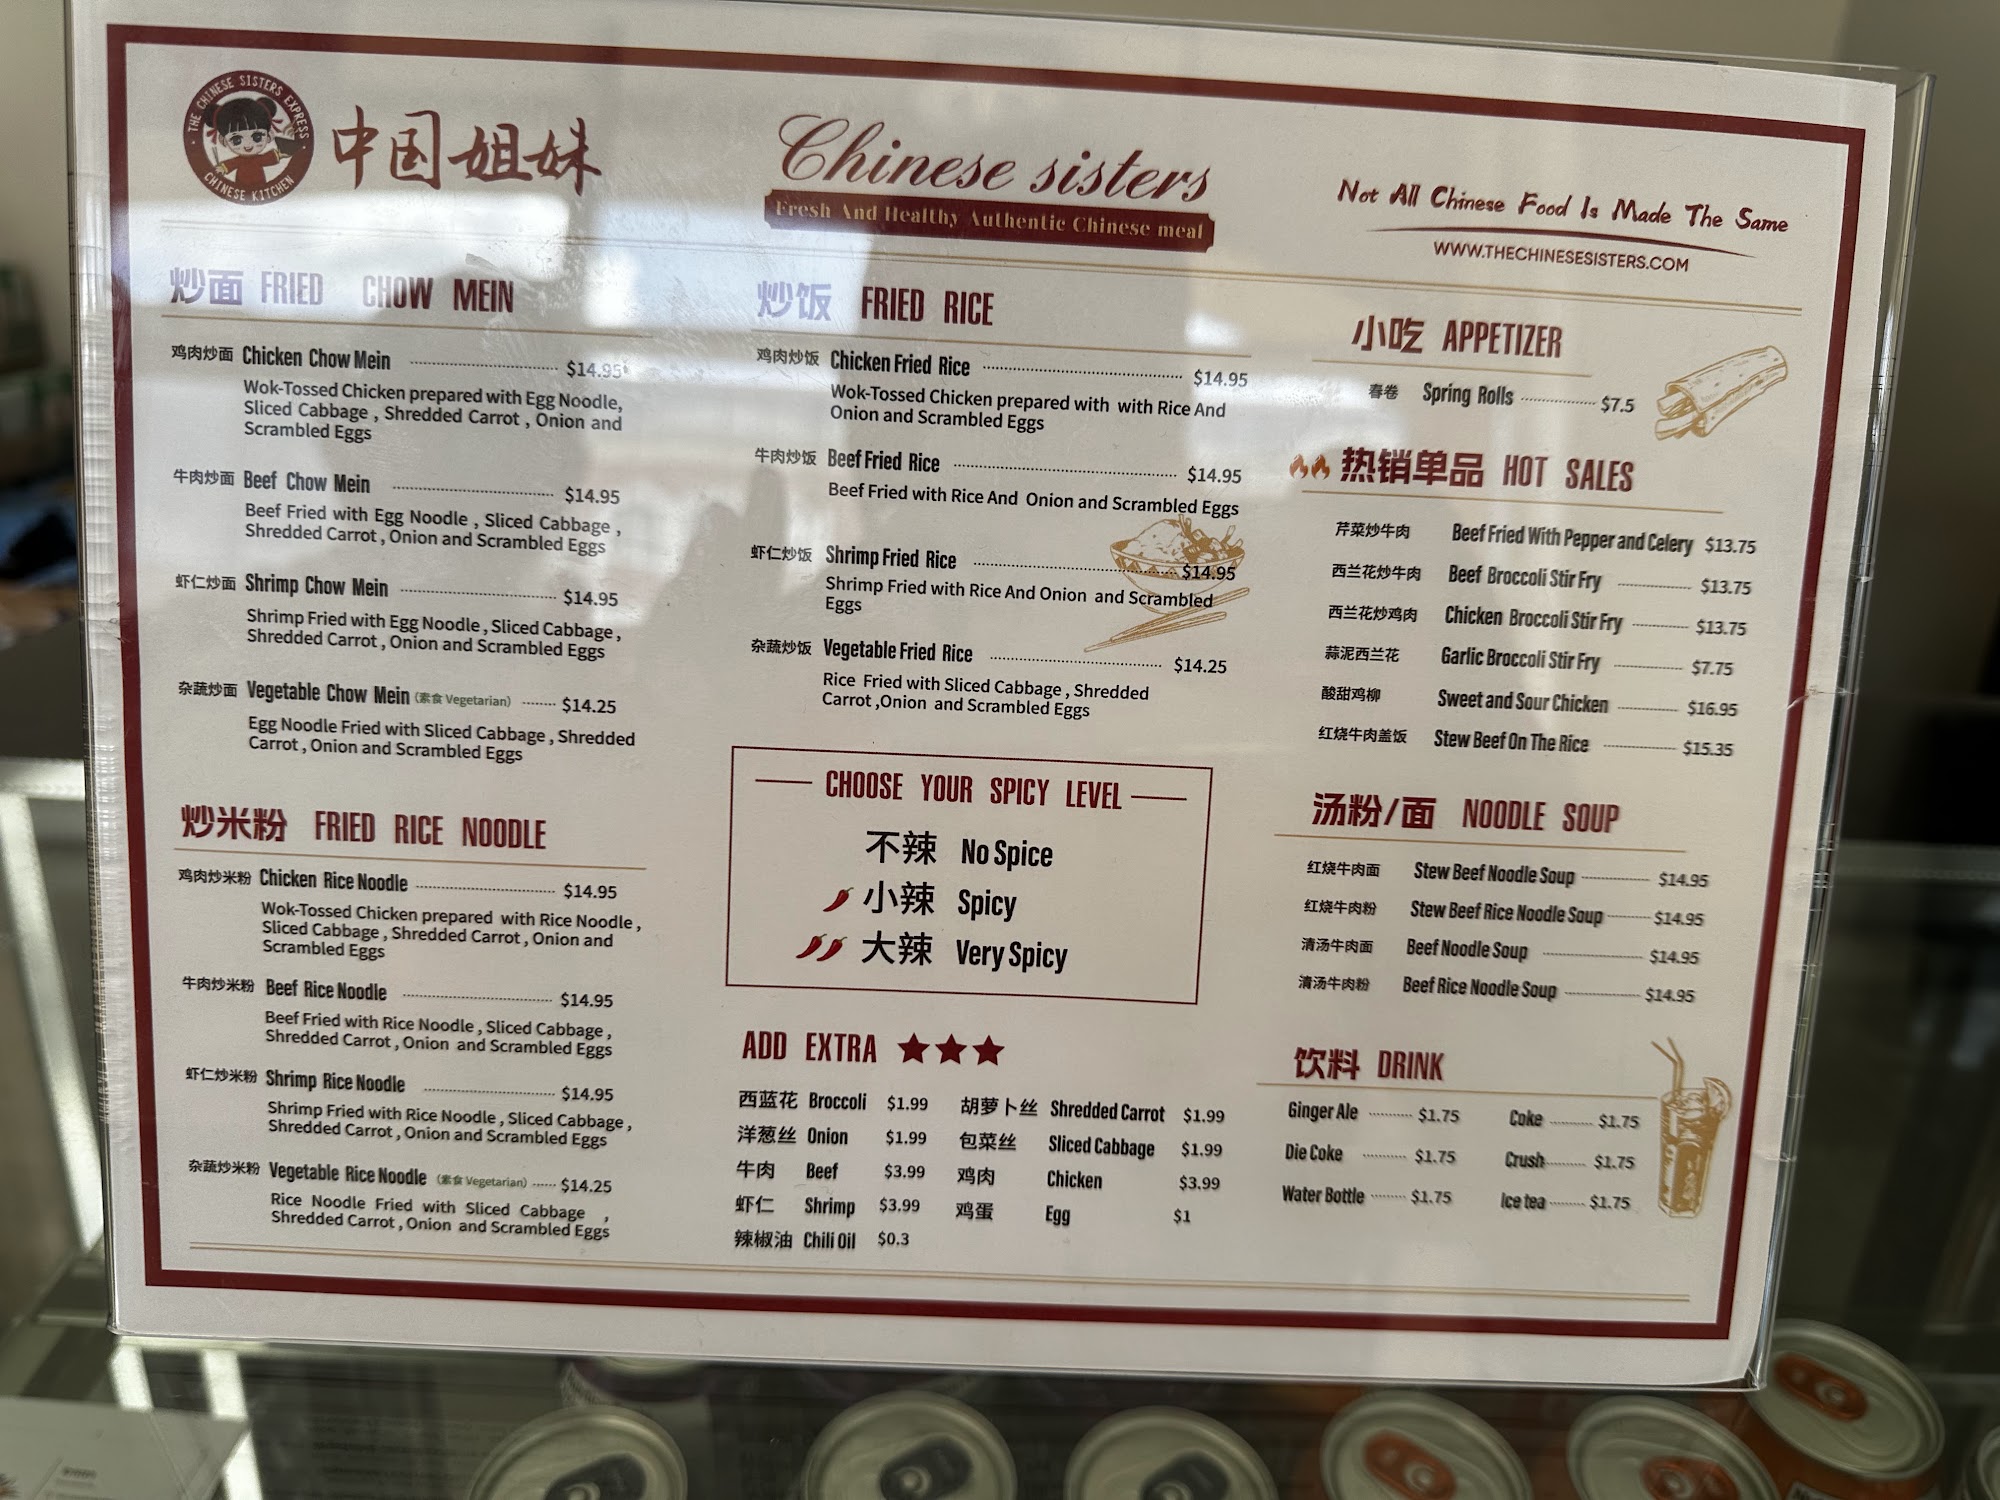 THE CHINESE SISTERS EXPRESS
CHINESE KITCHEN
中国姐妹
Chinese sisters
Fresh And Healthy Authentic Chinese meal
Not All Chinese Food Is Made The Same
WWW.THECHINESESISTERS.COM
炒面 FRIED CHOW MEIN
鸡肉炒面 Chicken Chow Mein $14.95
Wok-Tossed Chicken prepared with Egg Noodle,
Sliced Cabbage , Shredded Carrot , Onion and
Scrambled Eggs
牛肉炒面 Beef Chow Mein $14.95
Beef Fried with Egg Noodle , Sliced Cabbage ,
Shredded Carrot , Onion and Scrambled Eggs
虾仁炒面 Shrimp Chow Mein $14.95
Shrimp Fried with Egg Noodle , Sliced Cabbage ,
Shredded Carrot , Onion and Scrambled Eggs
杂蔬炒面 Vegetable Chow Mein (素食 Vegetarian) $14.25
Egg Noodle Fried with Sliced Cabbage , Shredded
Carrot , Onion and Scrambled Eggs
炒米粉 FRIED RICE NOODLE
鸡肉炒米粉 Chicken Rice Noodle $14.95
Wok-Tossed Chicken prepared with Rice Noodle ,
Sliced Cabbage , Shredded Carrot , Onion and
Scrambled Eggs
牛肉炒米粉 Beef Rice Noodle $14.95
Beef Fried with Rice Noodle , Sliced Cabbage ,
Shredded Carrot , Onion and Scrambled Eggs
虾仁炒米粉 Shrimp Rice Noodle $14.95
Shrimp Fried with Rice Noodle , Sliced Cabbage ,
Shredded Carrot , Onion and Scrambled Eggs
杂蔬炒米粉 Vegetable Rice Noodle (素食 Vegetarian) $14.25
Rice Noodle Fried with Sliced Cabbage ,
Shredded Carrot , Onion and Scrambled Eggs
炒饭 FRIED RICE
鸡肉炒饭 Chicken Fried Rice $14.95
Wok-Tossed Chicken prepared with with Rice And
Onion and Scrambled Eggs
牛肉炒饭 Beef Fried Rice $14.95
Beef Fried with Rice And Onion and Scrambled Eggs
虾仁炒饭 Shrimp Fried Rice $14.95
Shrimp Fried with Rice And Onion and Scrambled
Eggs
杂蔬炒饭 Vegetable Fried Rice $14.25
Rice Fried with Sliced Cabbage , Shredded
Carrot ,Onion and Scrambled Eggs
CHOOSE YOUR SPICY LEVEL
不辣 No Spice
小辣 Spicy
大辣 Very Spicy
ADD EXTRA ★★★
西蓝花 Broccoli $1.99 胡萝卜丝 Shredded Carrot $1.99
洋葱丝 Onion $1.99 包菜丝 Sliced Cabbage $1.99
牛肉 Beef $3.99 鸡肉 Chicken $3.99
虾仁 Shrimp $3.99 鸡蛋 Egg $1
辣椒油 Chili Oil $0.3
小吃 APPETIZER
春卷 Spring Rolls $7.5
热销单品 HOT SALES
芹菜炒牛肉 Beef Fried With Pepper and Celery $13.75
西兰花炒牛肉 Beef Broccoli Stir Fry $13.75
西兰花炒鸡肉 Chicken Broccoli Stir Fry $13.75
蒜泥西兰花 Garlic Broccoli Stir Fry $7.75
酸甜鸡柳 Sweet and Sour Chicken $16.95
红烧牛肉盖饭 Stew Beef On The Rice $15.35
汤粉/面 NOODLE SOUP
红烧牛肉面 Stew Beef Noodle Soup $14.95
红烧牛肉粉 Stew Beef Rice Noodle Soup $14.95
清汤牛肉面 Beef Noodle Soup $14.95
清汤牛肉粉 Beef Rice Noodle Soup $14.95
饮料 DRINK
Ginger Ale $1.75 Coke $1.75
Die Coke $1.75 Crush $1.75
Water Bottle $1.75 Ice tea $1.75